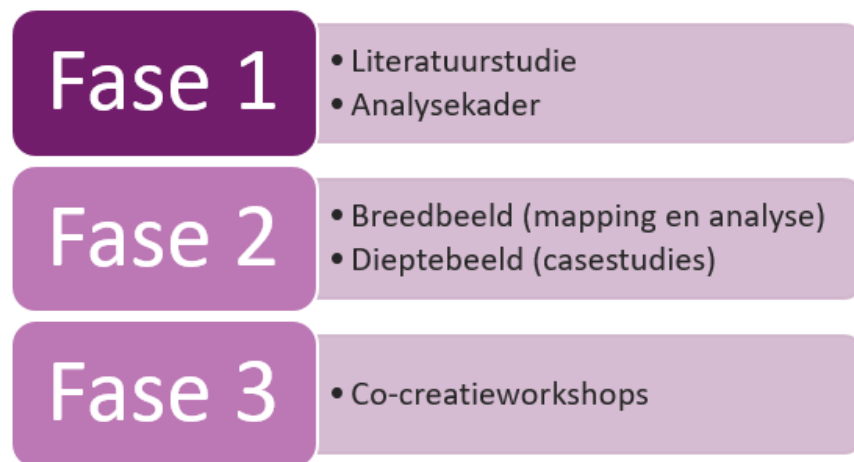 Fase 1
• Literatuurstudie
• Analysekader
Fase 2
• Breedbeeld (mapping en analyse)
• Dieptebeeld (casestudies)
Fase 3
• Co-creatieworkshops